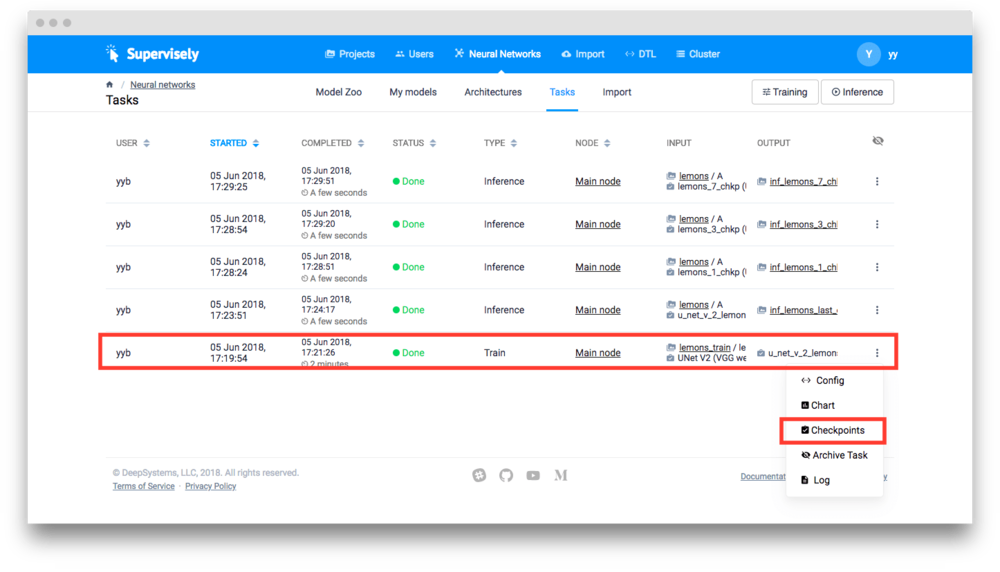 Supervisely Projects Users Neural Networks Import DTL Cluster Y yy
/ Neural networks
Tasks
Model Zoo My models Architectures Tasks Import Training Inference
USER STARTED COMPLETED STATUS TYPE NODE INPUT OUTPUT
yyb 05 Jun 2018, 17:29:25 05 Jun 2018, 17:29:51 A few seconds Done Inference Main node lemons / A lemons_7_chkp (U inf_lemons_7_chk
yyb 05 Jun 2018, 17:28:54 05 Jun 2018, 17:29:20 A few seconds Done Inference Main node lemons / A lemons_3_chkp (U inf_lemons_3_chk
yyb 05 Jun 2018, 17:28:24 05 Jun 2018, 17:28:51 A few seconds Done Inference Main node lemons / A lemons_1_chkp (U inf_lemons_1_chk
yyb 05 Jun 2018, 17:23:51 05 Jun 2018, 17:24:17 A few seconds Done Inference Main node lemons / A u_net_v_2_lemon inf_lemons_last_
yyb 05 Jun 2018, 17:19:54 05 Jun 2018, 17:21:26 2 minutes Done Train Main node lemons_train / le UNet V2 (VGG we u_net_v_2_lemons
Config
Chart
Checkpoints
Archive Task
Log
© DeepSystems, LLC, 2018. All rights reserved.
Terms of Service · Privacy Policy
Documentat y